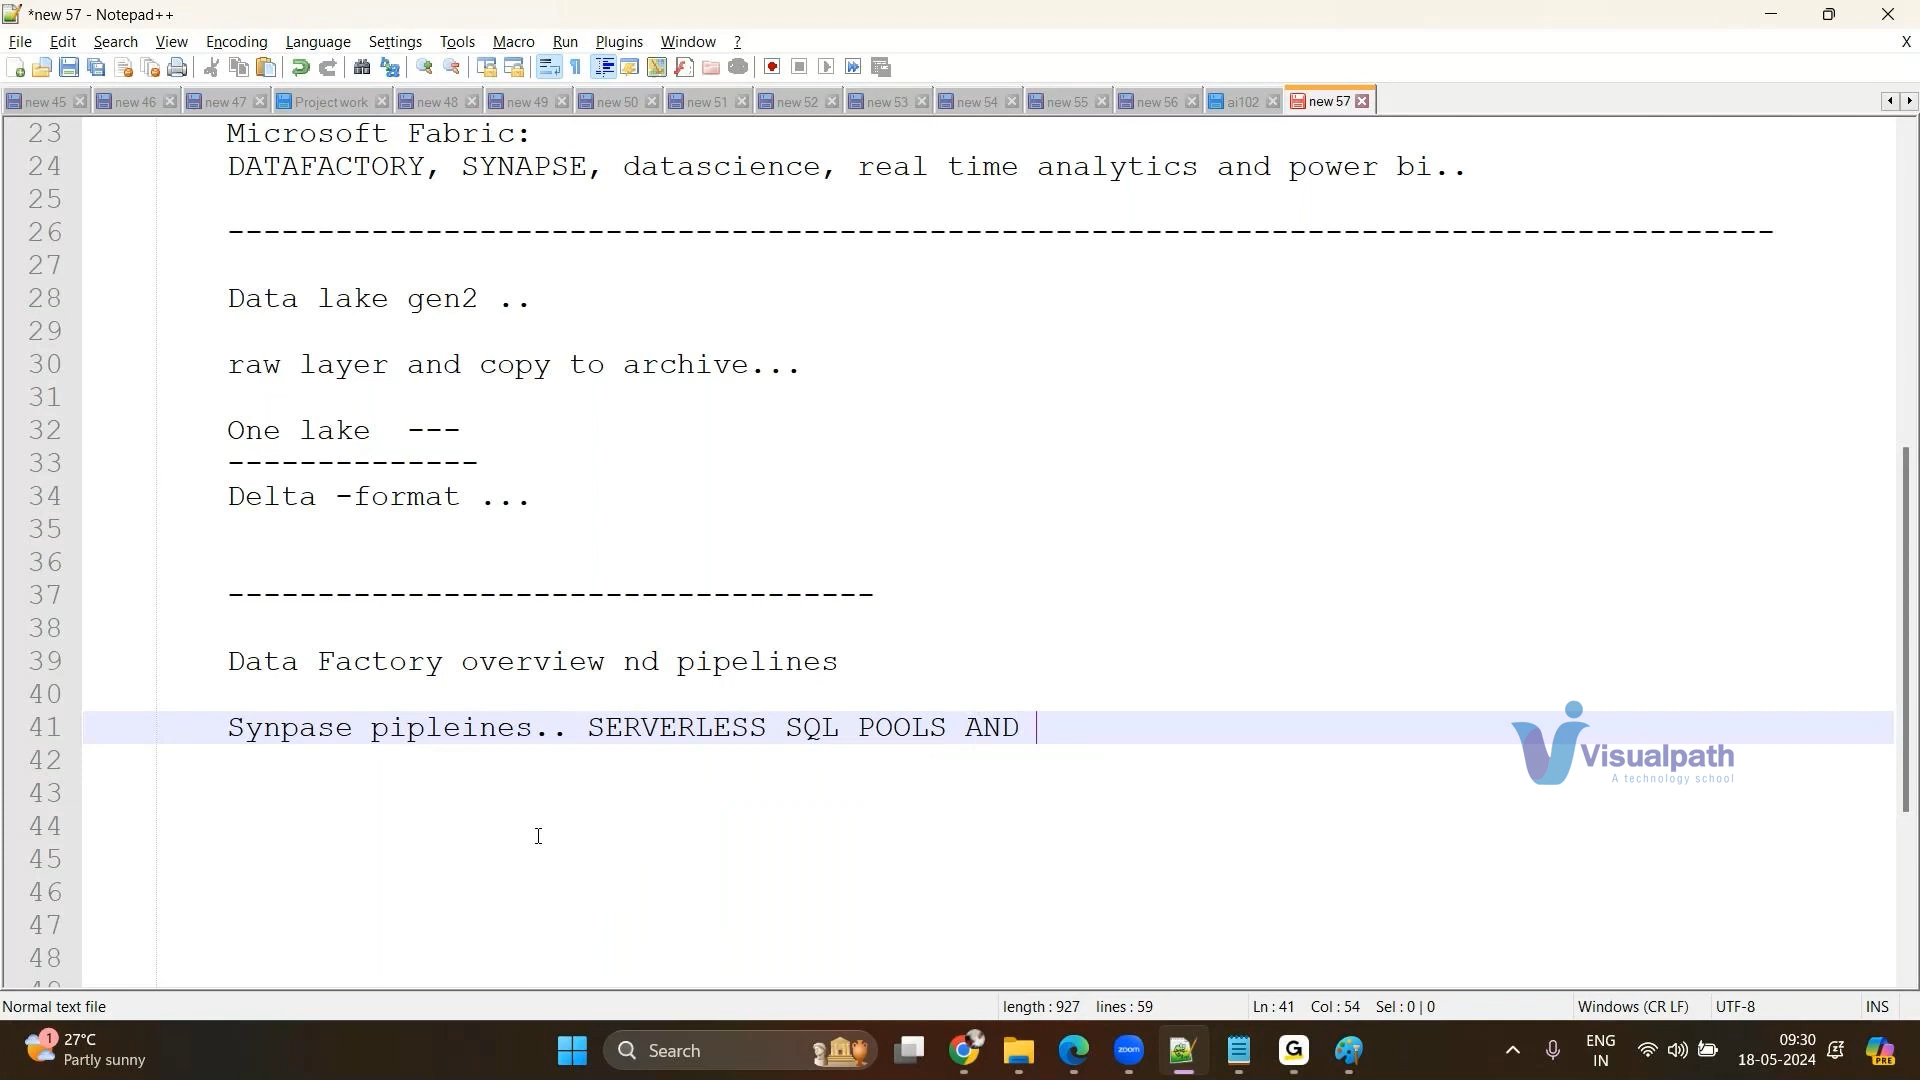 *new 57 - Notepad++
File Edit Search View Encoding Language Settings Tools Macro Run Plugins Window ? X
new 45 new 46 new 47 Project work new 48 new 49 new 50 new 51 new 52 new 53 new 54 new 55 new 56 ai102 new 57
23 Microsoft Fabric:
24 DATAFACTORY, SYNAPSE, datascience, real time analytics and power bi..
25
26 --------------------------------------------------------------------------------------
27
28 Data lake gen2 ..
29
30 raw layer and copy to archive...
31
32 One lake  ---
33 --------------
34 Delta -format ...
35
36
37 ------------------------------------
38
39 Data Factory overview nd pipelines
40
41 Synpase pipleines.. SERVERLESS SQL POOLS AND
42
43
44
45
46
47
48
Visualpath
A technology school
Normal text file length : 927 lines : 59 Ln : 41 Col : 54 Sel : 0 | 0 Windows (CR LF) UTF-8 INS
1 27°C
Partly sunny
Search
zoom
G
ENG
IN
09:30
18-05-2024
PRE